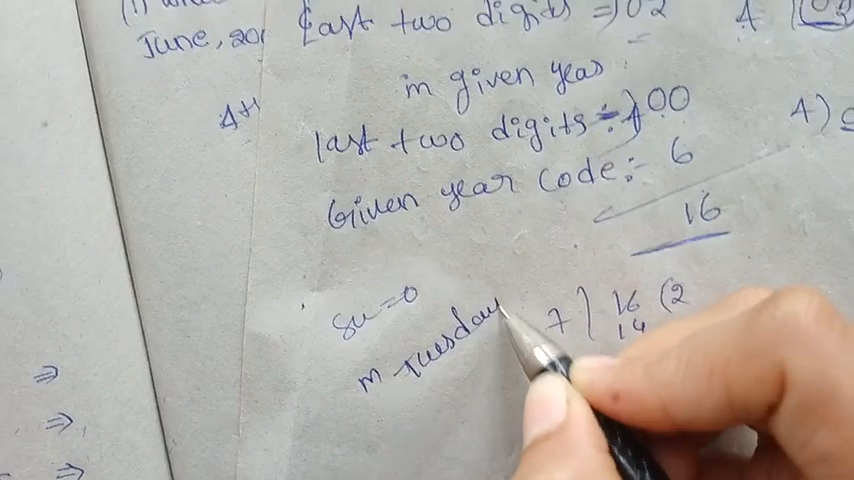 Last two digits ⇒ 02
June, 20
in given year
last two digits ÷ 4 ⇒ 00
Given year code :- 6
16
Su = 0
7 ) 16 ( 2
14
M Tuesday
4)
⇒
⇒
⇒